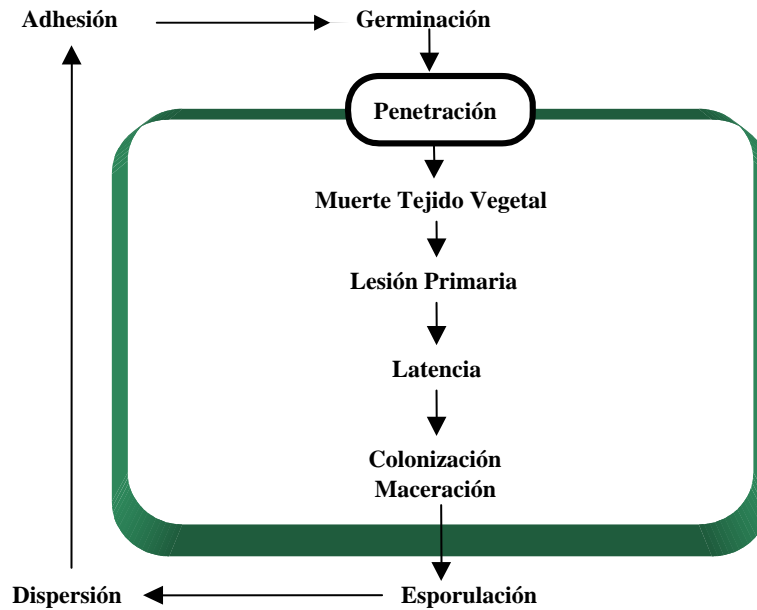 Adhesión
Germinación
Penetración
Muerte Tejido Vegetal
Lesión Primaria
Latencia
Colonización
Maceración
Esporulación
Dispersión